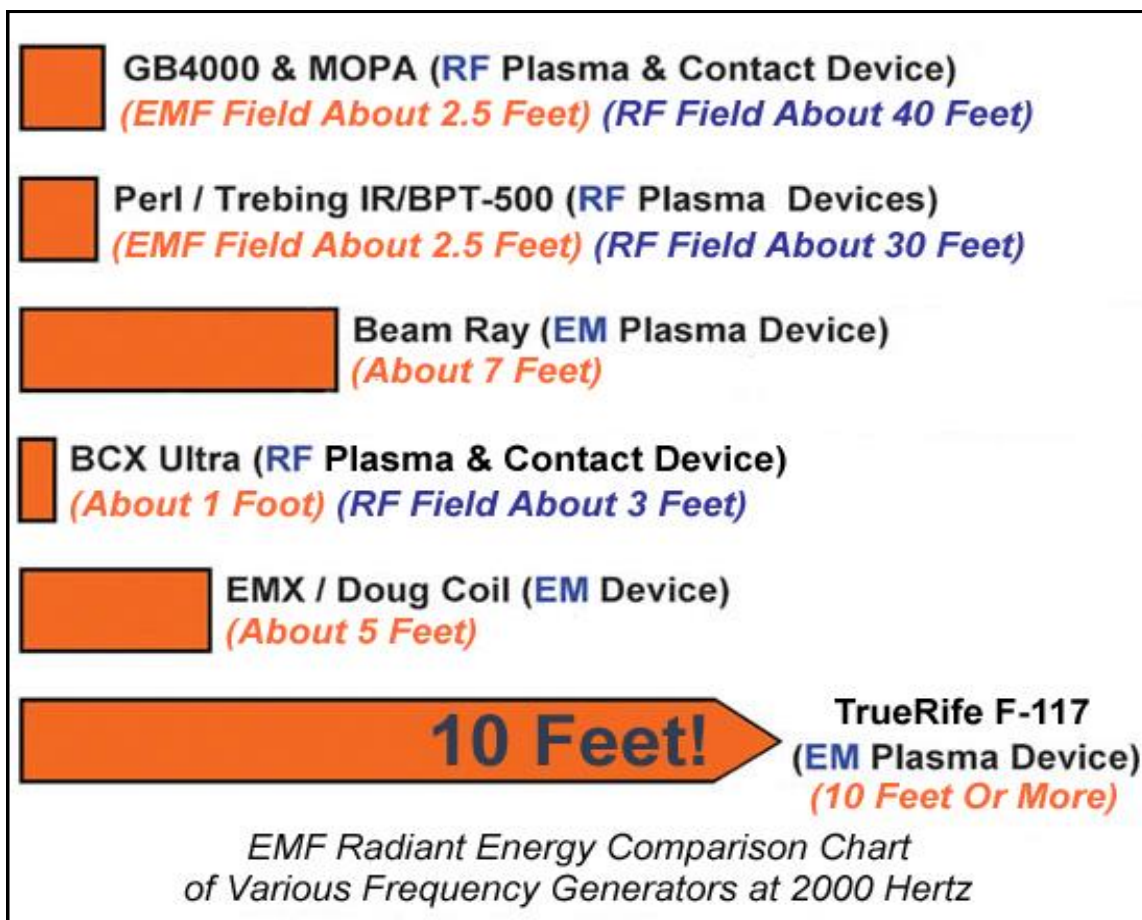 GB4000 & MOPA (RF Plasma & Contact Device)
(EMF Field About 2.5 Feet) (RF Field About 40 Feet)
Perl / Trebing IR/BPT-500 (RF Plasma Devices)
(EMF Field About 2.5 Feet) (RF Field About 30 Feet)
Beam Ray (EM Plasma Device)
(About 7 Feet)
BCX Ultra (RF Plasma & Contact Device)
(About 1 Foot) (RF Field About 3 Feet)
EMX / Doug Coil (EM Device)
(About 5 Feet)
10 Feet!
TrueRife F-117
(EM Plasma Device)
(10 Feet Or More)
EMF Radiant Energy Comparison Chart
of Various Frequency Generators at 2000 Hertz